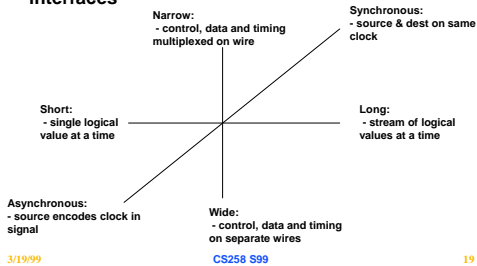 Interfaces
Narrow:
- control, data and timing
multiplexed on wire
Synchronous:
- source & dest on same
clock
Short:
- single logical
value at a time
Long:
- stream of logical
values at a time
Asynchronous:
- source encodes clock in
signal
Wide:
- control, data and timing
on separate wires
3/19/99
CS258 S99
19